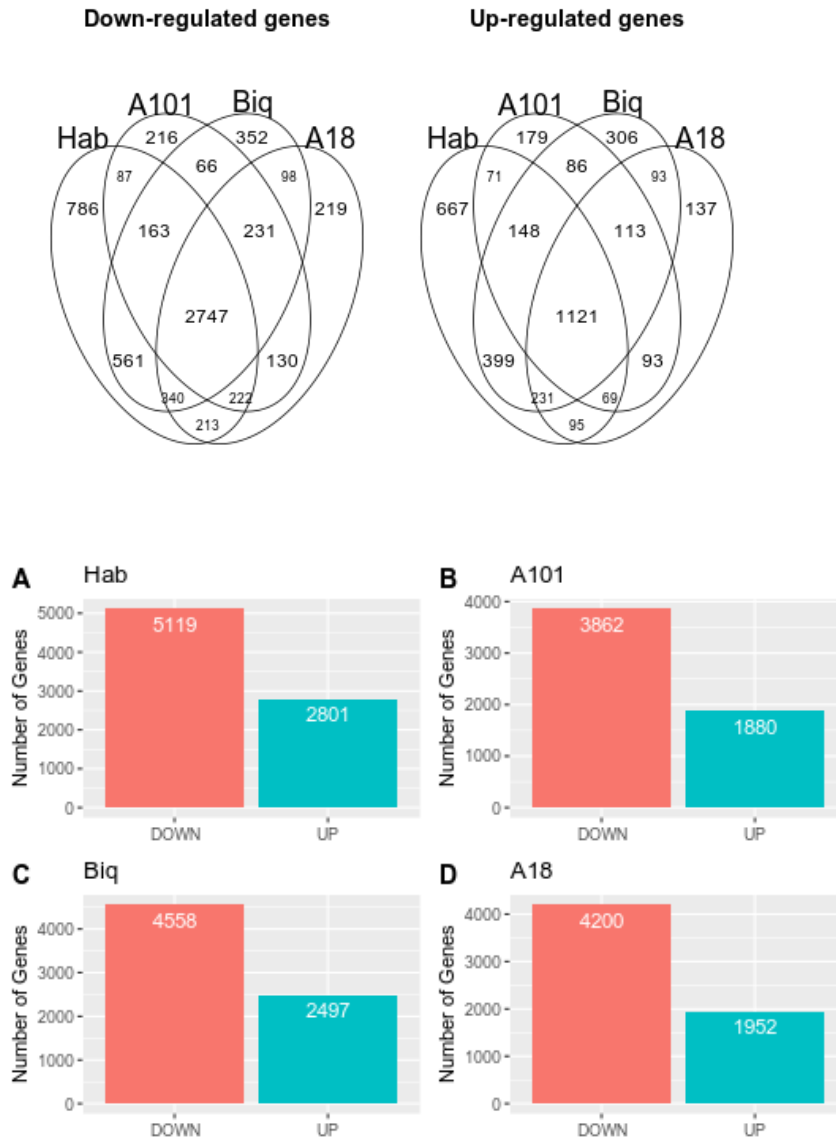 Down-regulated genes Up-regulated genes
A101 Biq A101 Biq
Hab A18 Hab A18
216 352 179 306
87 66 98 71 86 93
786 219 667 137
163 231 148 113
2747 1121
561 130 399 93
340 222 231 69
213 95
A Hab
Number of Genes
5000
4000
3000
2000
1000
0
5119
2801
DOWN UP
B A101
Number of Genes
4000
3000
2000
1000
0
3862
1880
DOWN UP
C Biq
Number of Genes
4000
3000
2000
1000
0
4558
2497
DOWN UP
D A18
Number of Genes
4000
3000
2000
1000
0
4200
1952
DOWN UP